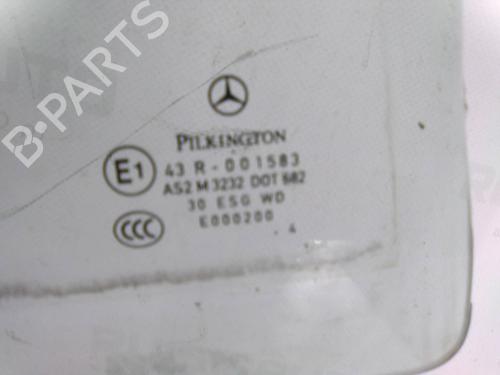 B-PARTS
PILKINGTON
E1
43 R - 001583
AS2 M 3232 DOT 682
30 ESG WD
E000200
CCC
4